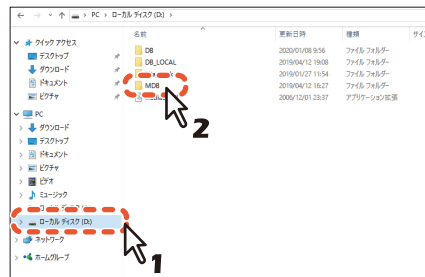 PC > ローカル ディスク (D:) >
名前
更新日時
種類
サイ
DB
2020/01/08 9:56
ファイル フォルダー
DB_LOCAL
2019/04/12 19:08
ファイル フォルダー
2019/01/27 11:54
ファイル フォルダー
MDB
2019/04/12 16:27
ファイル フォルダー
2006/12/01 23:37
アプリケーション拡張
クイック アクセス
デスクトップ
ダウンロード
ドキュメント
ピクチャ
PC
ダウンロード
デスクトップ
ドキュメント
ピクチャ
ビデオ
ミュージック
ローカル ディスク (D:)
ネットワーク
ホームグループ
2
1